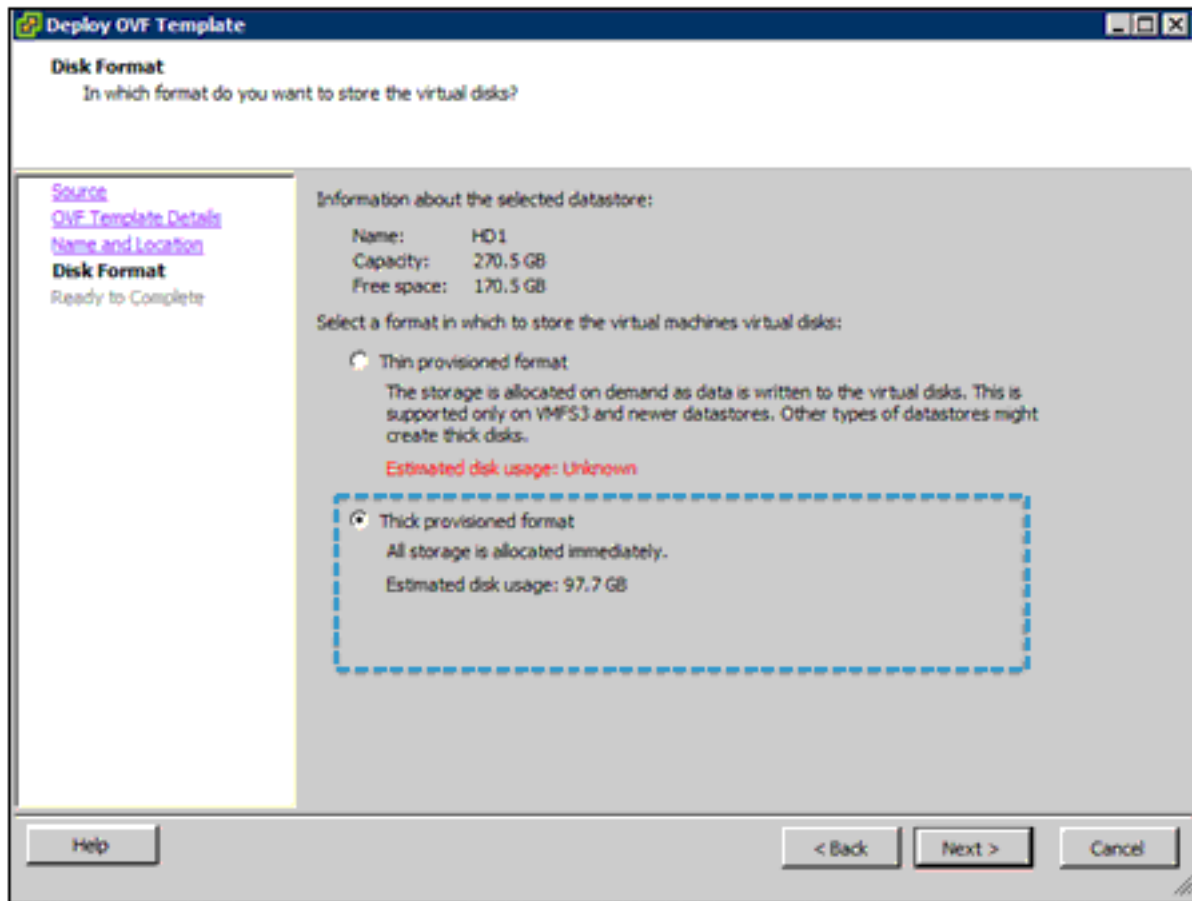 Deploy OVF Template
Disk Format
In which format do you want to store the virtual disks?
Source
OVF Template Details
Name and Location
Disk Format
Ready to Complete
Information about the selected datastore:
Name: HD1
Capacity: 270.5 GB
Free space: 170.5 GB
Select a format in which to store the virtual machines virtual disks:
Thin provisioned format
The storage is allocated on demand as data is written to the virtual disks. This is
supported only on VMFS3 and newer datastores. Other types of datastores might
create thick disks.
Estimated disk usage: Unknown
Thick provisioned format
All storage is allocated immediately.
Estimated disk usage: 97.7 GB
Help
< Back
Next >
Cancel